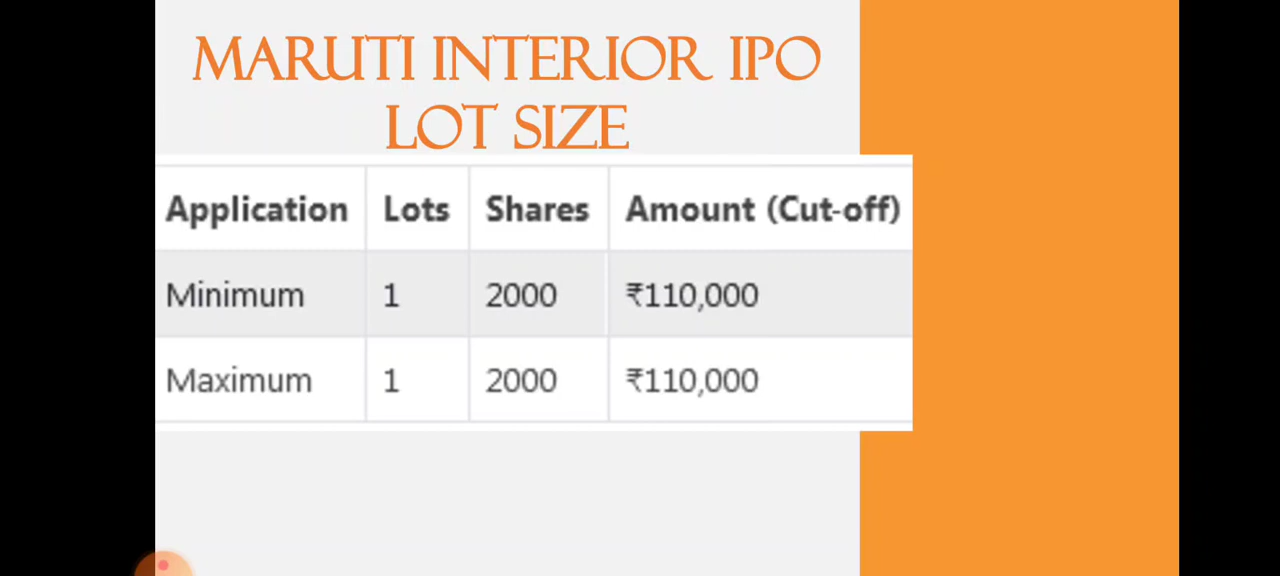 MARUTI INTERIOR IPO
LOT SIZE
Application Lots Shares Amount (Cut-off)
Minimum 1 2000 ₹110,000
Maximum 1 2000 ₹110,000